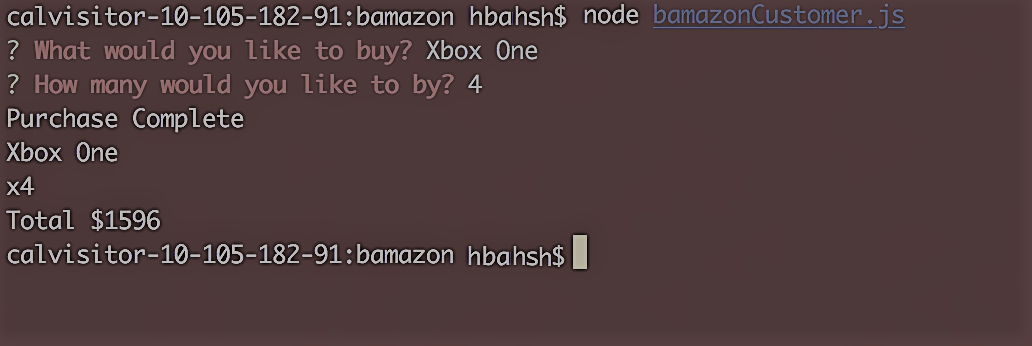 calvisitor-10-105-182-91:bamazon hbahsh$ node bamazonCustomer.js
? What would you like to buy? Xbox One
? How many would you like to by? 4
Purchase Complete
Xbox One
x4
Total $1596
calvisitor-10-105-182-91:bamazon hbahsh$